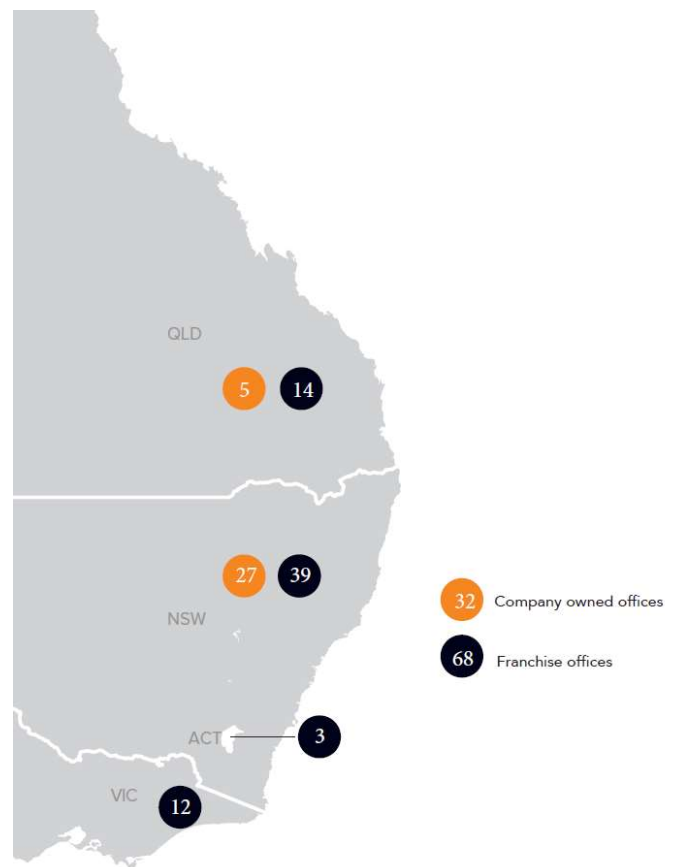 QLD
5 14
27 39
NSW
32 Company owned offices
68 Franchise offices
ACT 3
VIC
12